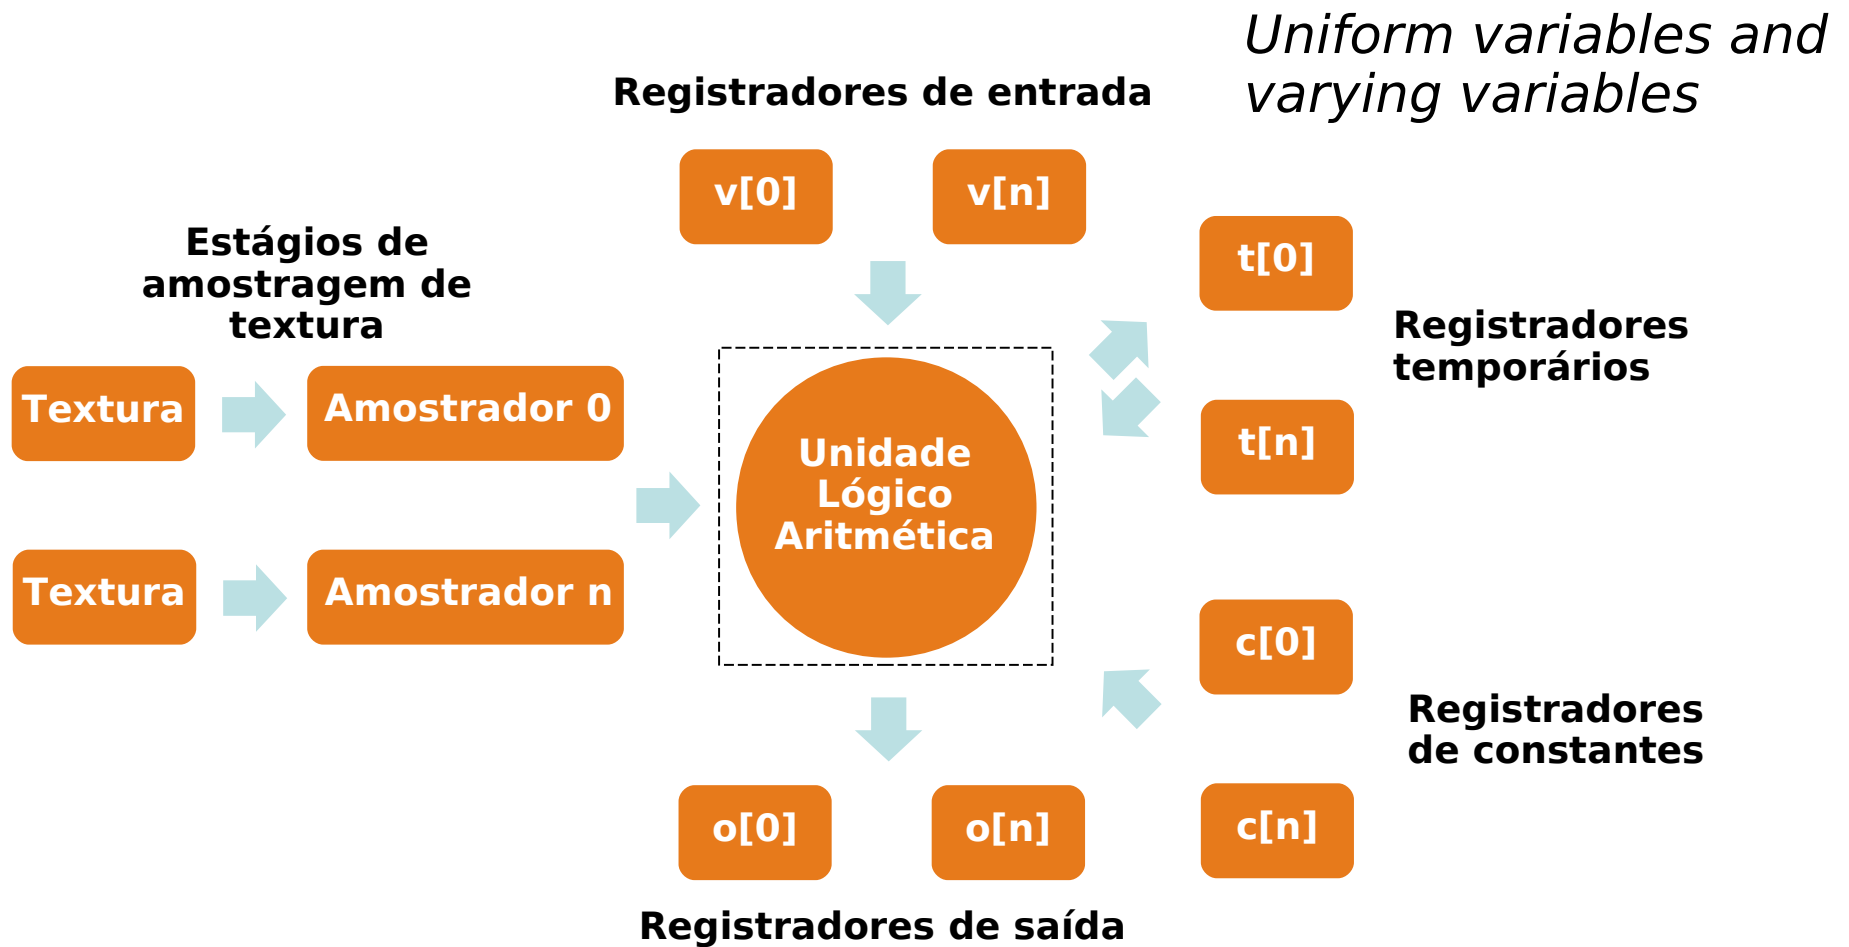 Uniform variables and
varying variables
Registradores de entrada
v[0]
v[n]
Estágios de
amostragem de
textura
t[0]
t[n]
Registradores
temporários
Textura
Amostrador 0
Textura
Amostrador n
Unidade
Lógico
Aritmética
c[0]
c[n]
Registradores
de constantes
o[0]
o[n]
Registradores de saída